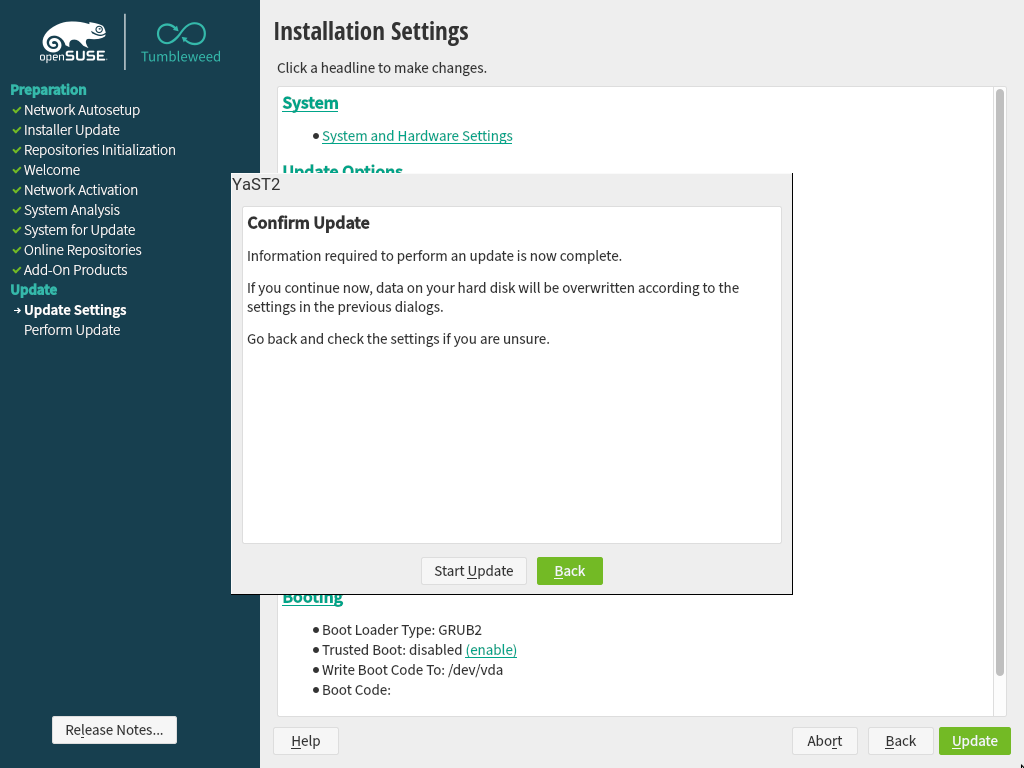 openSUSE.
Tumbleweed
Preparation
Network Autosetup
Installer Update
Repositories Initialization
Welcome
Network Activation
System Analysis
System for Update
Online Repositories
Add-On Products
Update
Update Settings
Perform Update
Release Notes...
Installation Settings
Click a headline to make changes.
System
System and Hardware Settings
Update Options
YaST2
Confirm Update
Information required to perform an update is now complete.
If you continue now, data on your hard disk will be overwritten according to the
settings in the previous dialogs.
Go back and check the settings if you are unsure.
Start Update Back
Booting
Boot Loader Type: GRUB2
Trusted Boot: disabled (enable)
Write Boot Code To: /dev/vda
Boot Code:
Help Abort Back Update